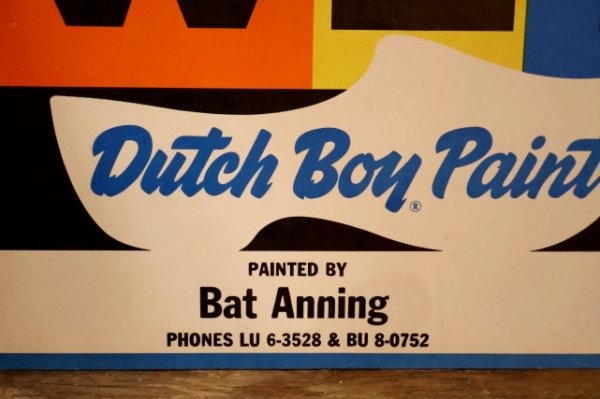 Dutch Boy Paint
®
PAINTED BY
Bat Anning
PHONES LU 6-3528 & BU 8-0752